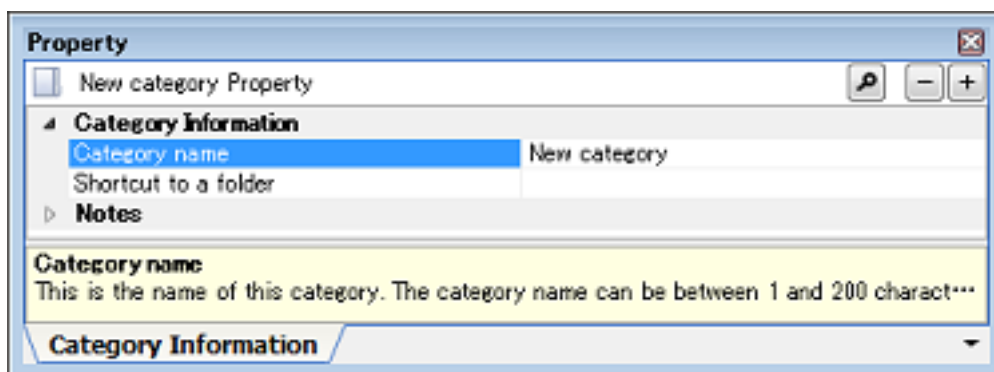 Property
New category Property
Category Information
Category name New category
Shortcut to a folder
Notes
Category name
This is the name of this category. The category name can be between 1 and 200 charact…
Category Information